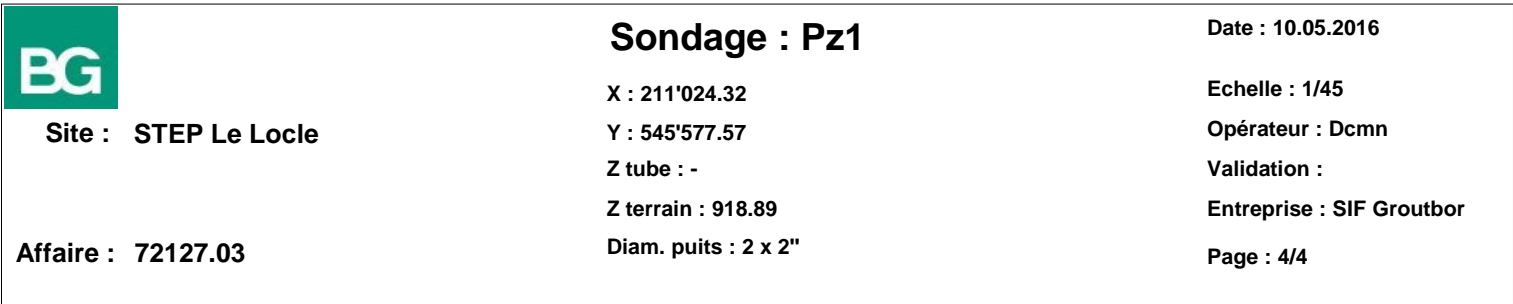 BG
Site : STEP Le Locle
Affaire : 72127.03
Sondage : Pz1
X : 211'024.32
Y : 545'577.57
Z tube : -
Z terrain : 918.89
Diam. puits : 2 x 2"
Date : 10.05.2016
Echelle : 1/45
Opérateur : Dcmn
Validation :
Entreprise : SIF Groutbor
Page : 4/4